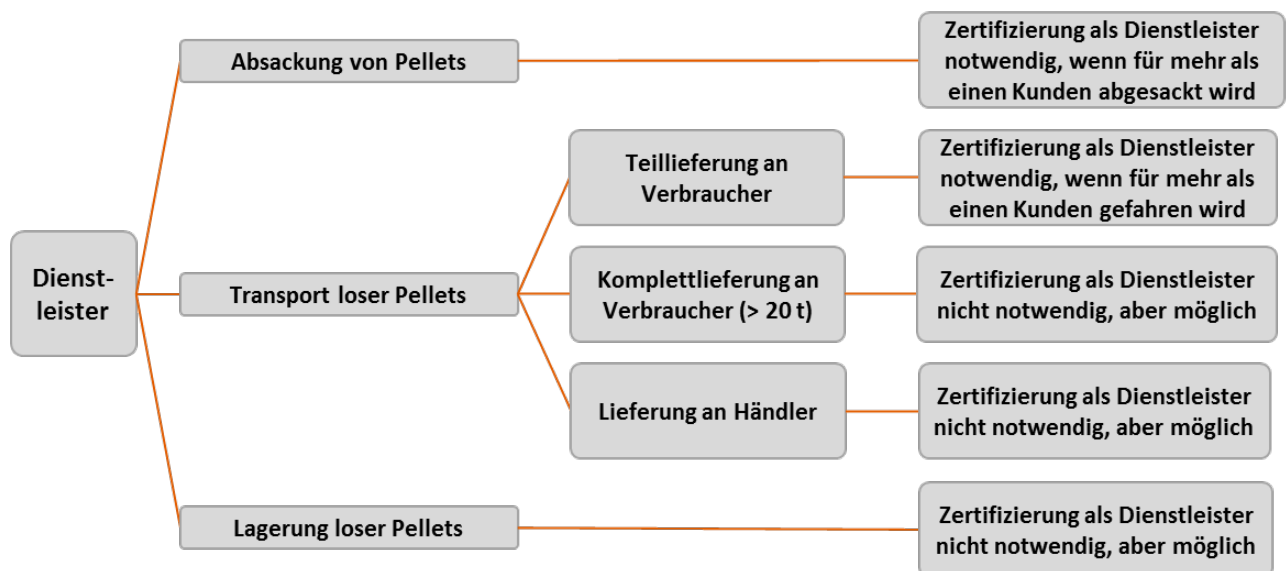 Absackung von Pellets
Zertifizierung als Dienstleister
notwendig, wenn für mehr als
einen Kunden abgesackt wird
Teillieferung an
Verbraucher
Zertifizierung als Dienstleister
notwendig, wenn für mehr als
einen Kunden gefahren wird
Dienst-
leister
Transport loser Pellets
Komplettlieferung an
Verbraucher (> 20 t)
Zertifizierung als Dienstleister
nicht notwendig, aber möglich
Lieferung an Händler
Zertifizierung als Dienstleister
nicht notwendig, aber möglich
Lagerung loser Pellets
Zertifizierung als Dienstleister
nicht notwendig, aber möglich